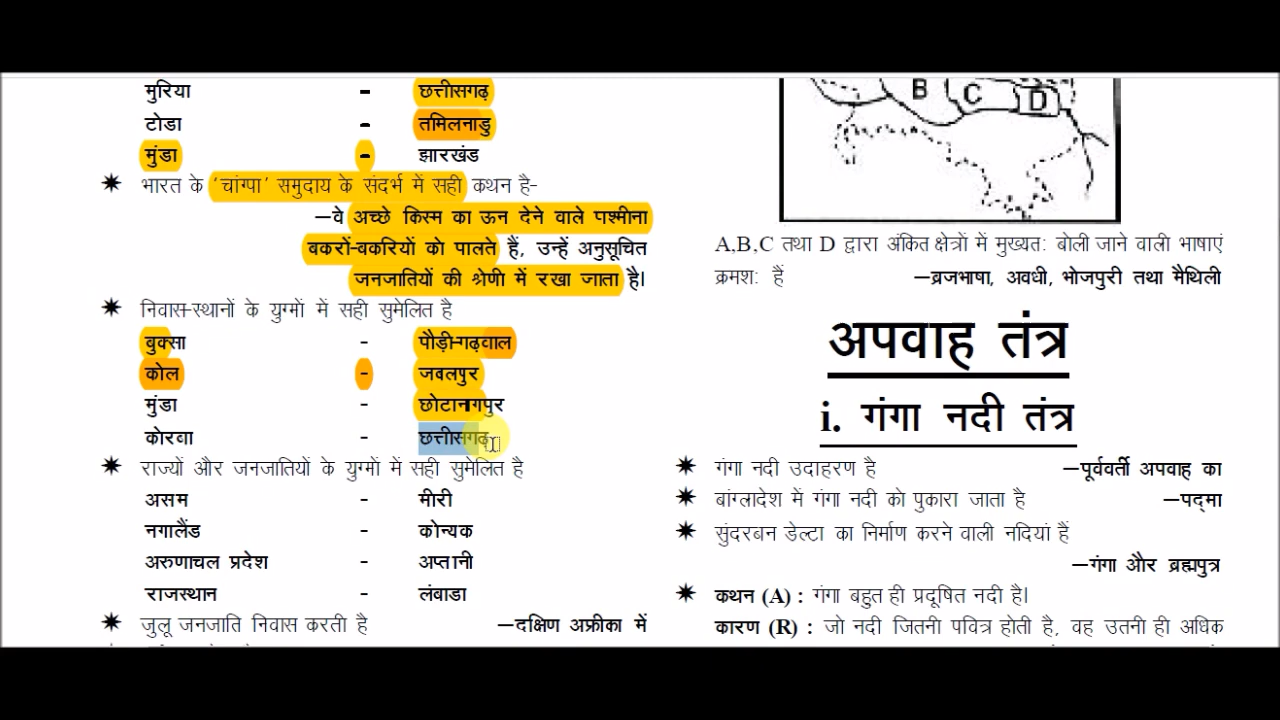 मुरिया - छत्तीसगढ़
टोडा - तमिलनाडु
मुंडा - झारखंड
✷ भारत के ‘चांग्पा’ समुदाय के संदर्भ में सही कथन है-
—वे अच्छे किस्म का ऊन देने वाले पश्मीना
बकरों-बकरियों को पालते हैं, उन्हें अनुसूचित
जनजातियों की श्रेणी में रखा जाता है।
✷ निवास-स्थानों के युग्मों में सही सुमेलित है
बुक्सा - पौड़ी-गढ़वाल
कोल - जबलपुर
मुंडा - छोटानागपुर
कोरबा - छत्तीसगढ़
✷ राज्यों और जनजातियों के युग्मों में सही सुमेलित है
असम - मीरी
नगालैंड - कोन्यक
अरुणाचल प्रदेश - अप्तानी
राजस्थान - लंबाडा
✷ जुलू जनजाति निवास करती है —दक्षिण अफ्रीका में
B C D
A,B,C तथा D द्वारा अंकित क्षेत्रों में मुख्यत: बोली जाने वाली भाषाएं
क्रमश: हैं —ब्रजभाषा, अवधी, भोजपुरी तथा मैथिली
अपवाह तंत्र
i. गंगा नदी तंत्र
✷ गंगा नदी उदाहरण है —पूर्ववर्ती अपवाह का
✷ बांग्लादेश में गंगा नदी को पुकारा जाता है —पद्मा
✷ सुंदरबन डेल्टा का निर्माण करने वाली नदियां हैं
—गंगा और ब्रह्मपुत्र
✷ कथन (A) : गंगा बहुत ही प्रदूषित नदी है।
कारण (R) : जो नदी जितनी पवित्र होती है, वह उतनी ही अधिक